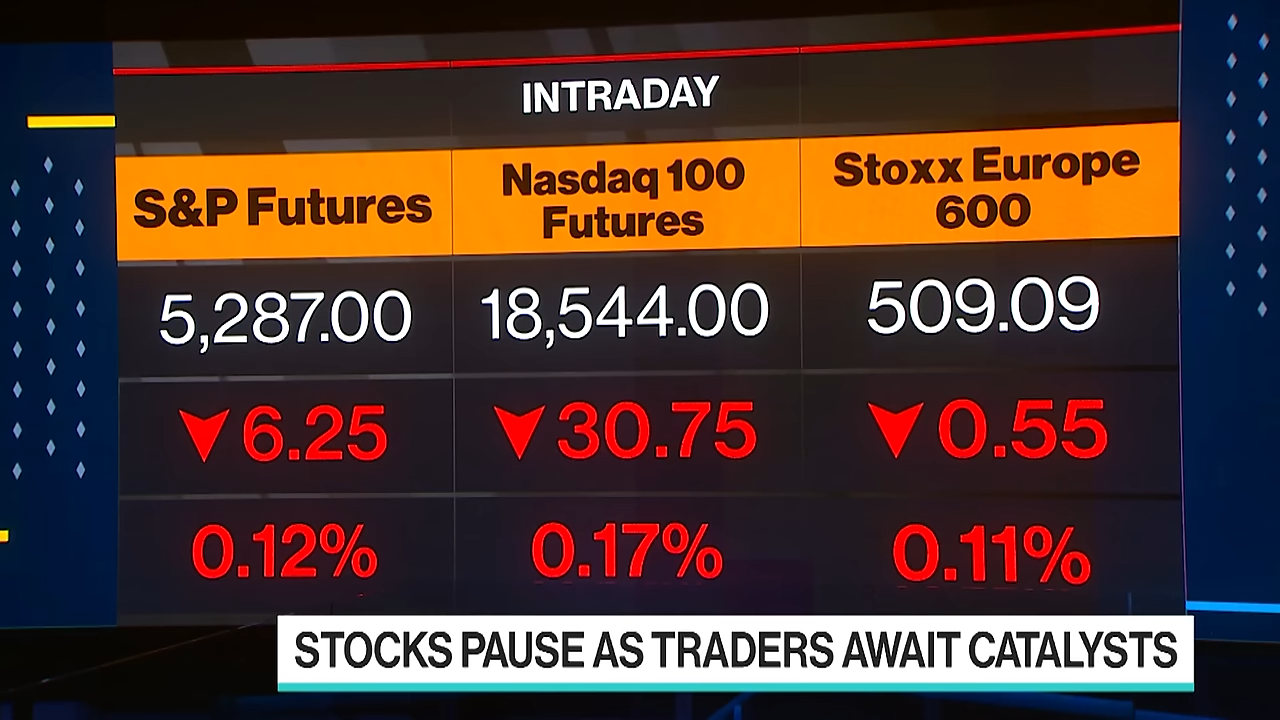 INTRADAY
S&P Futures
Nasdaq 100
Futures
Stoxx Europe
600
5,287.00
18,544.00
509.09
6.25
30.75
0.55
0.12%
0.17%
0.11%
STOCKS PAUSE AS TRADERS AWAIT CATALYSTS